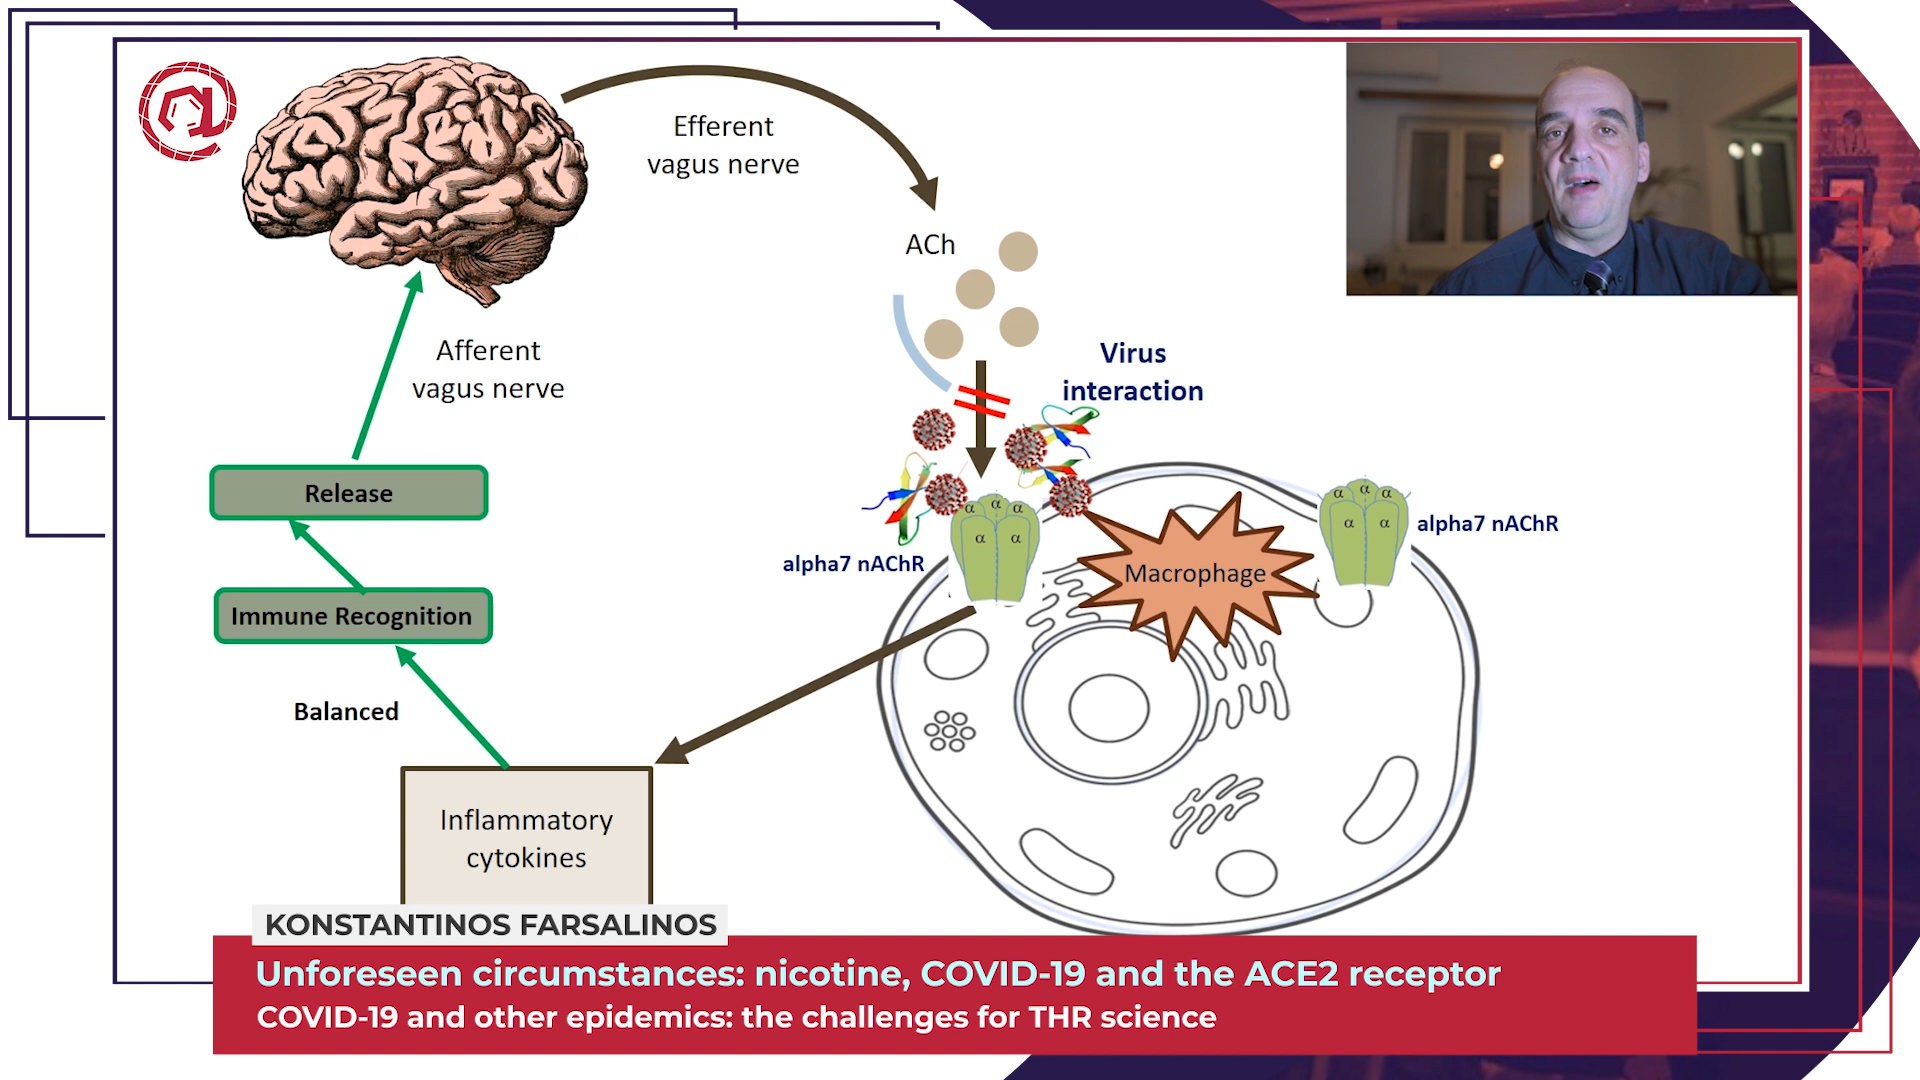 Efferent
vagus nerve
ACh
Afferent
vagus nerve
Virus
interaction
Release
alpha7 nAChR
α α α
α α
Macrophage
α α α
α α
alpha7 nAChR
Immune Recognition
Balanced
Inflammatory
cytokines
KONSTANTINOS FARSALINOS
Unforeseen circumstances: nicotine, COVID-19 and the ACE2 receptor
COVID-19 and other epidemics: the challenges for THR science